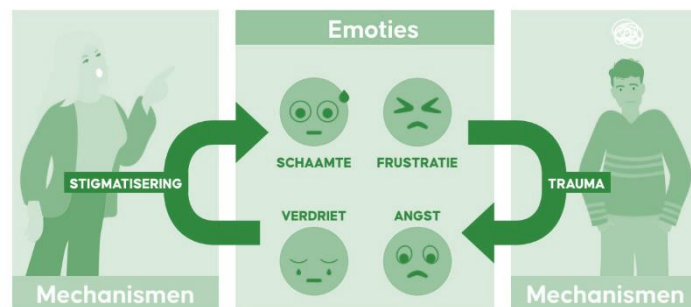 Emoties
SCHAAMTE
FRUSTRATIE
STIGMATISERING
TRAUMA
VERDRIET
ANGST
Mechanismen
Mechanismen